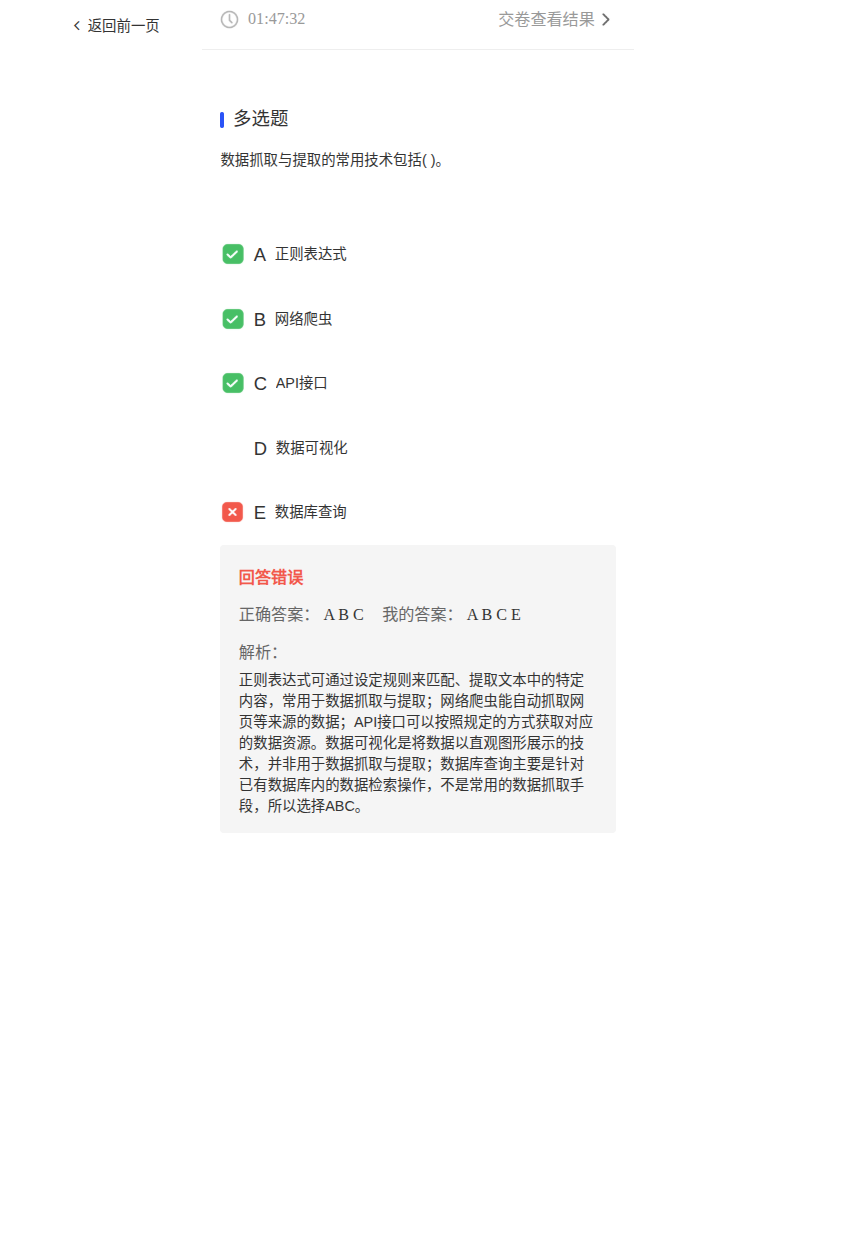 返回前一页
01:47:32
交卷查看结果
多选题
数据抓取与提取的常用技术包括( )。
A 正则表达式
B 网络爬虫
C API接口
D 数据可视化
E 数据库查询
回答错误
正确答案： A B C 我的答案： A B C E
解析：
正则表达式可通过设定规则来匹配、提取文本中的特定
内容，常用于数据抓取与提取；网络爬虫能自动抓取网
页等来源的数据；API接口可以按照规定的方式获取对应
的数据资源。数据可视化是将数据以直观图形展示的技
术，并非用于数据抓取与提取；数据库查询主要是针对
已有数据库内的数据检索操作，不是常用的数据抓取手
段，所以选择ABC。